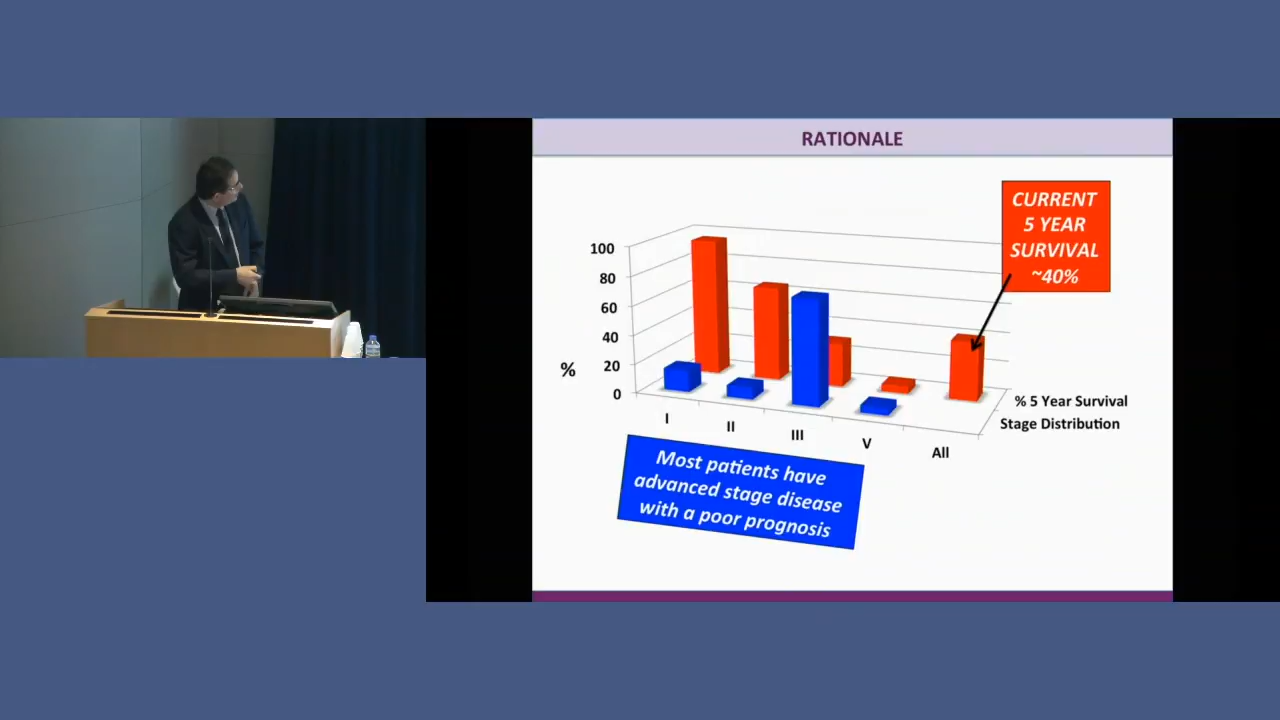 RATIONALE
CURRENT
5 YEAR
SURVIVAL
~40%
100
80
60
40
20
0
%
I
II
III
V
All
% 5 Year Survival
Stage Distribution
Most patients have
advanced stage disease
with a poor prognosis